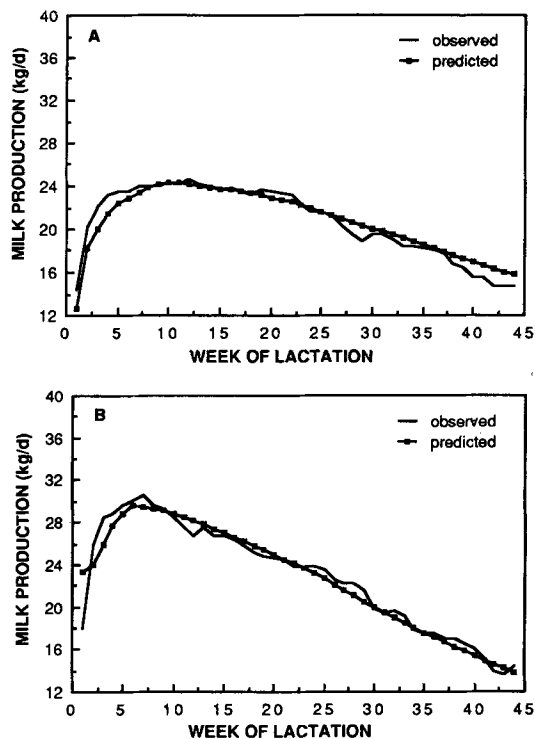 A
observed
predicted
MILK PRODUCTION (kg/d)
40
36
32
28
24
20
16
12
0 5 10 15 20 25 30 35 40 45
WEEK OF LACTATION
B
observed
predicted
MILK PRODUCTION (kg/d)
40
36
32
28
24
20
16
12
0 5 10 15 20 25 30 35 40 45
WEEK OF LACTATION